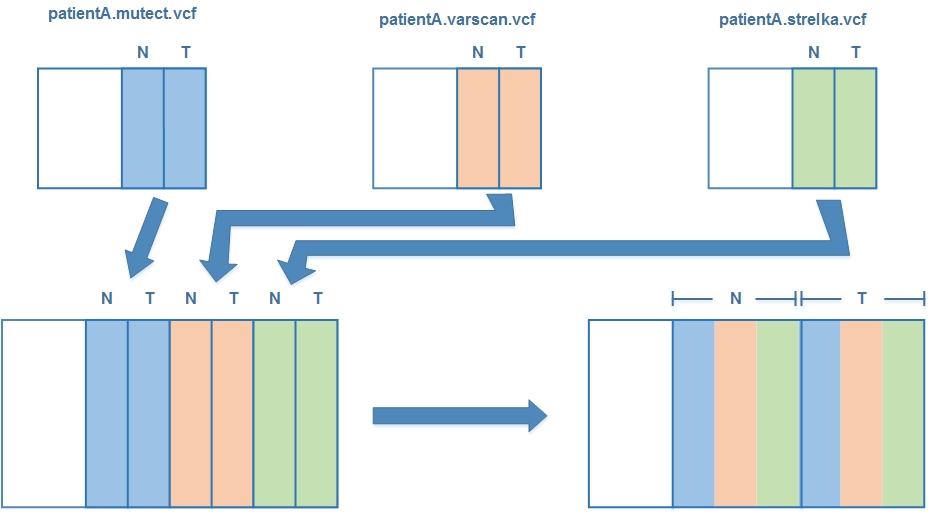 patientA.mutect.vcf
patientA.varscan.vcf
patientA.strelka.vcf
N T
N T
N T
N T N T N T
N T